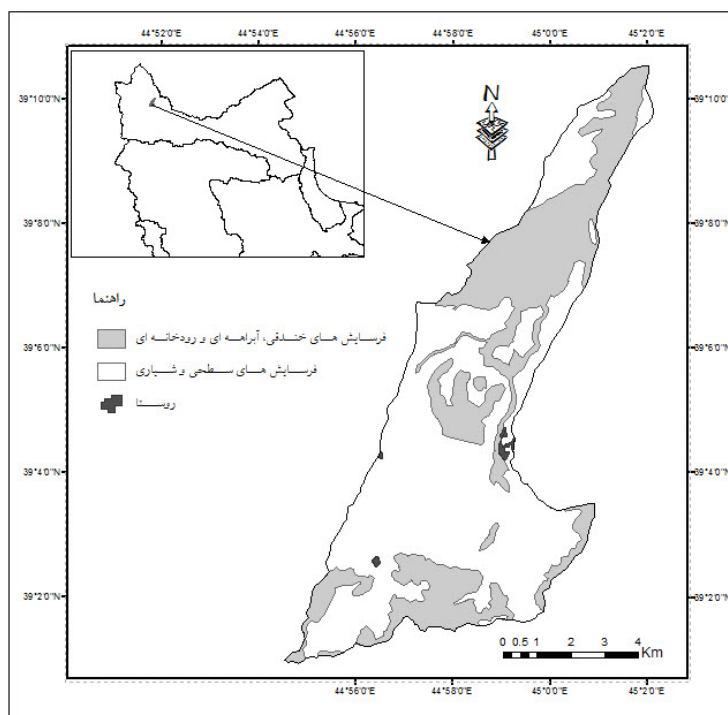 44°52'0"E 44°54'0"E 44°56'0"E 44°58'0"E 45°0'0"E 45°2'0"E
39°10'0"N 39°10'0"N
N
39°8'0"N 39°8'0"N
راهنما
فرسایش های خندقی، آبراهه ای و رودخانه ای
39°6'0"N 39°6'0"N
فرسایش های سطحی و شیاری
روستا
39°4'0"N 39°4'0"N
39°2'0"N 39°2'0"N
0 0.5 1 2 3 4
Km
44°56'0"E 44°58'0"E 45°0'0"E 45°2'0"E